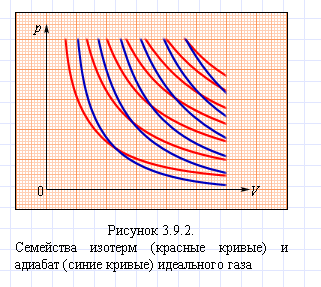 p
0
V
Рисунок 3.9.2.
Семейства изотерм (красные кривые) и
адиабат (синие кривые) идеального газа